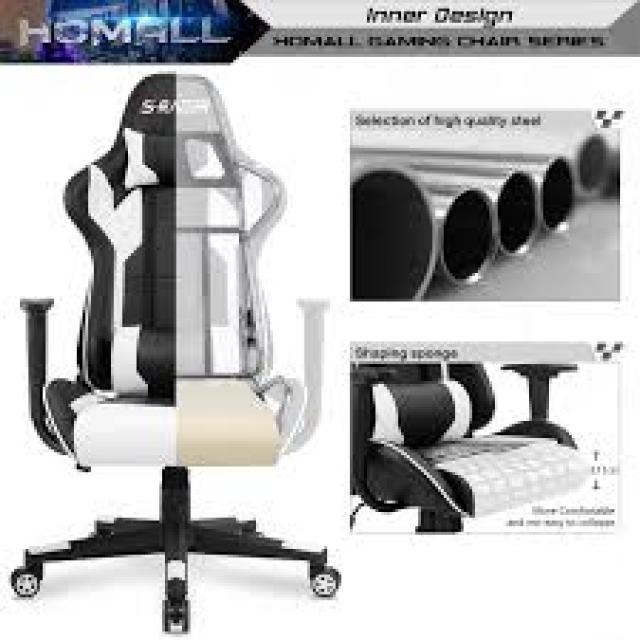 HOMALL
Inner Design
HOMALL GAMING CHAIR SERIES
S-RACER
Selection of high quality steel
Shaping sponge
More Comfortable
and not easy to collapse